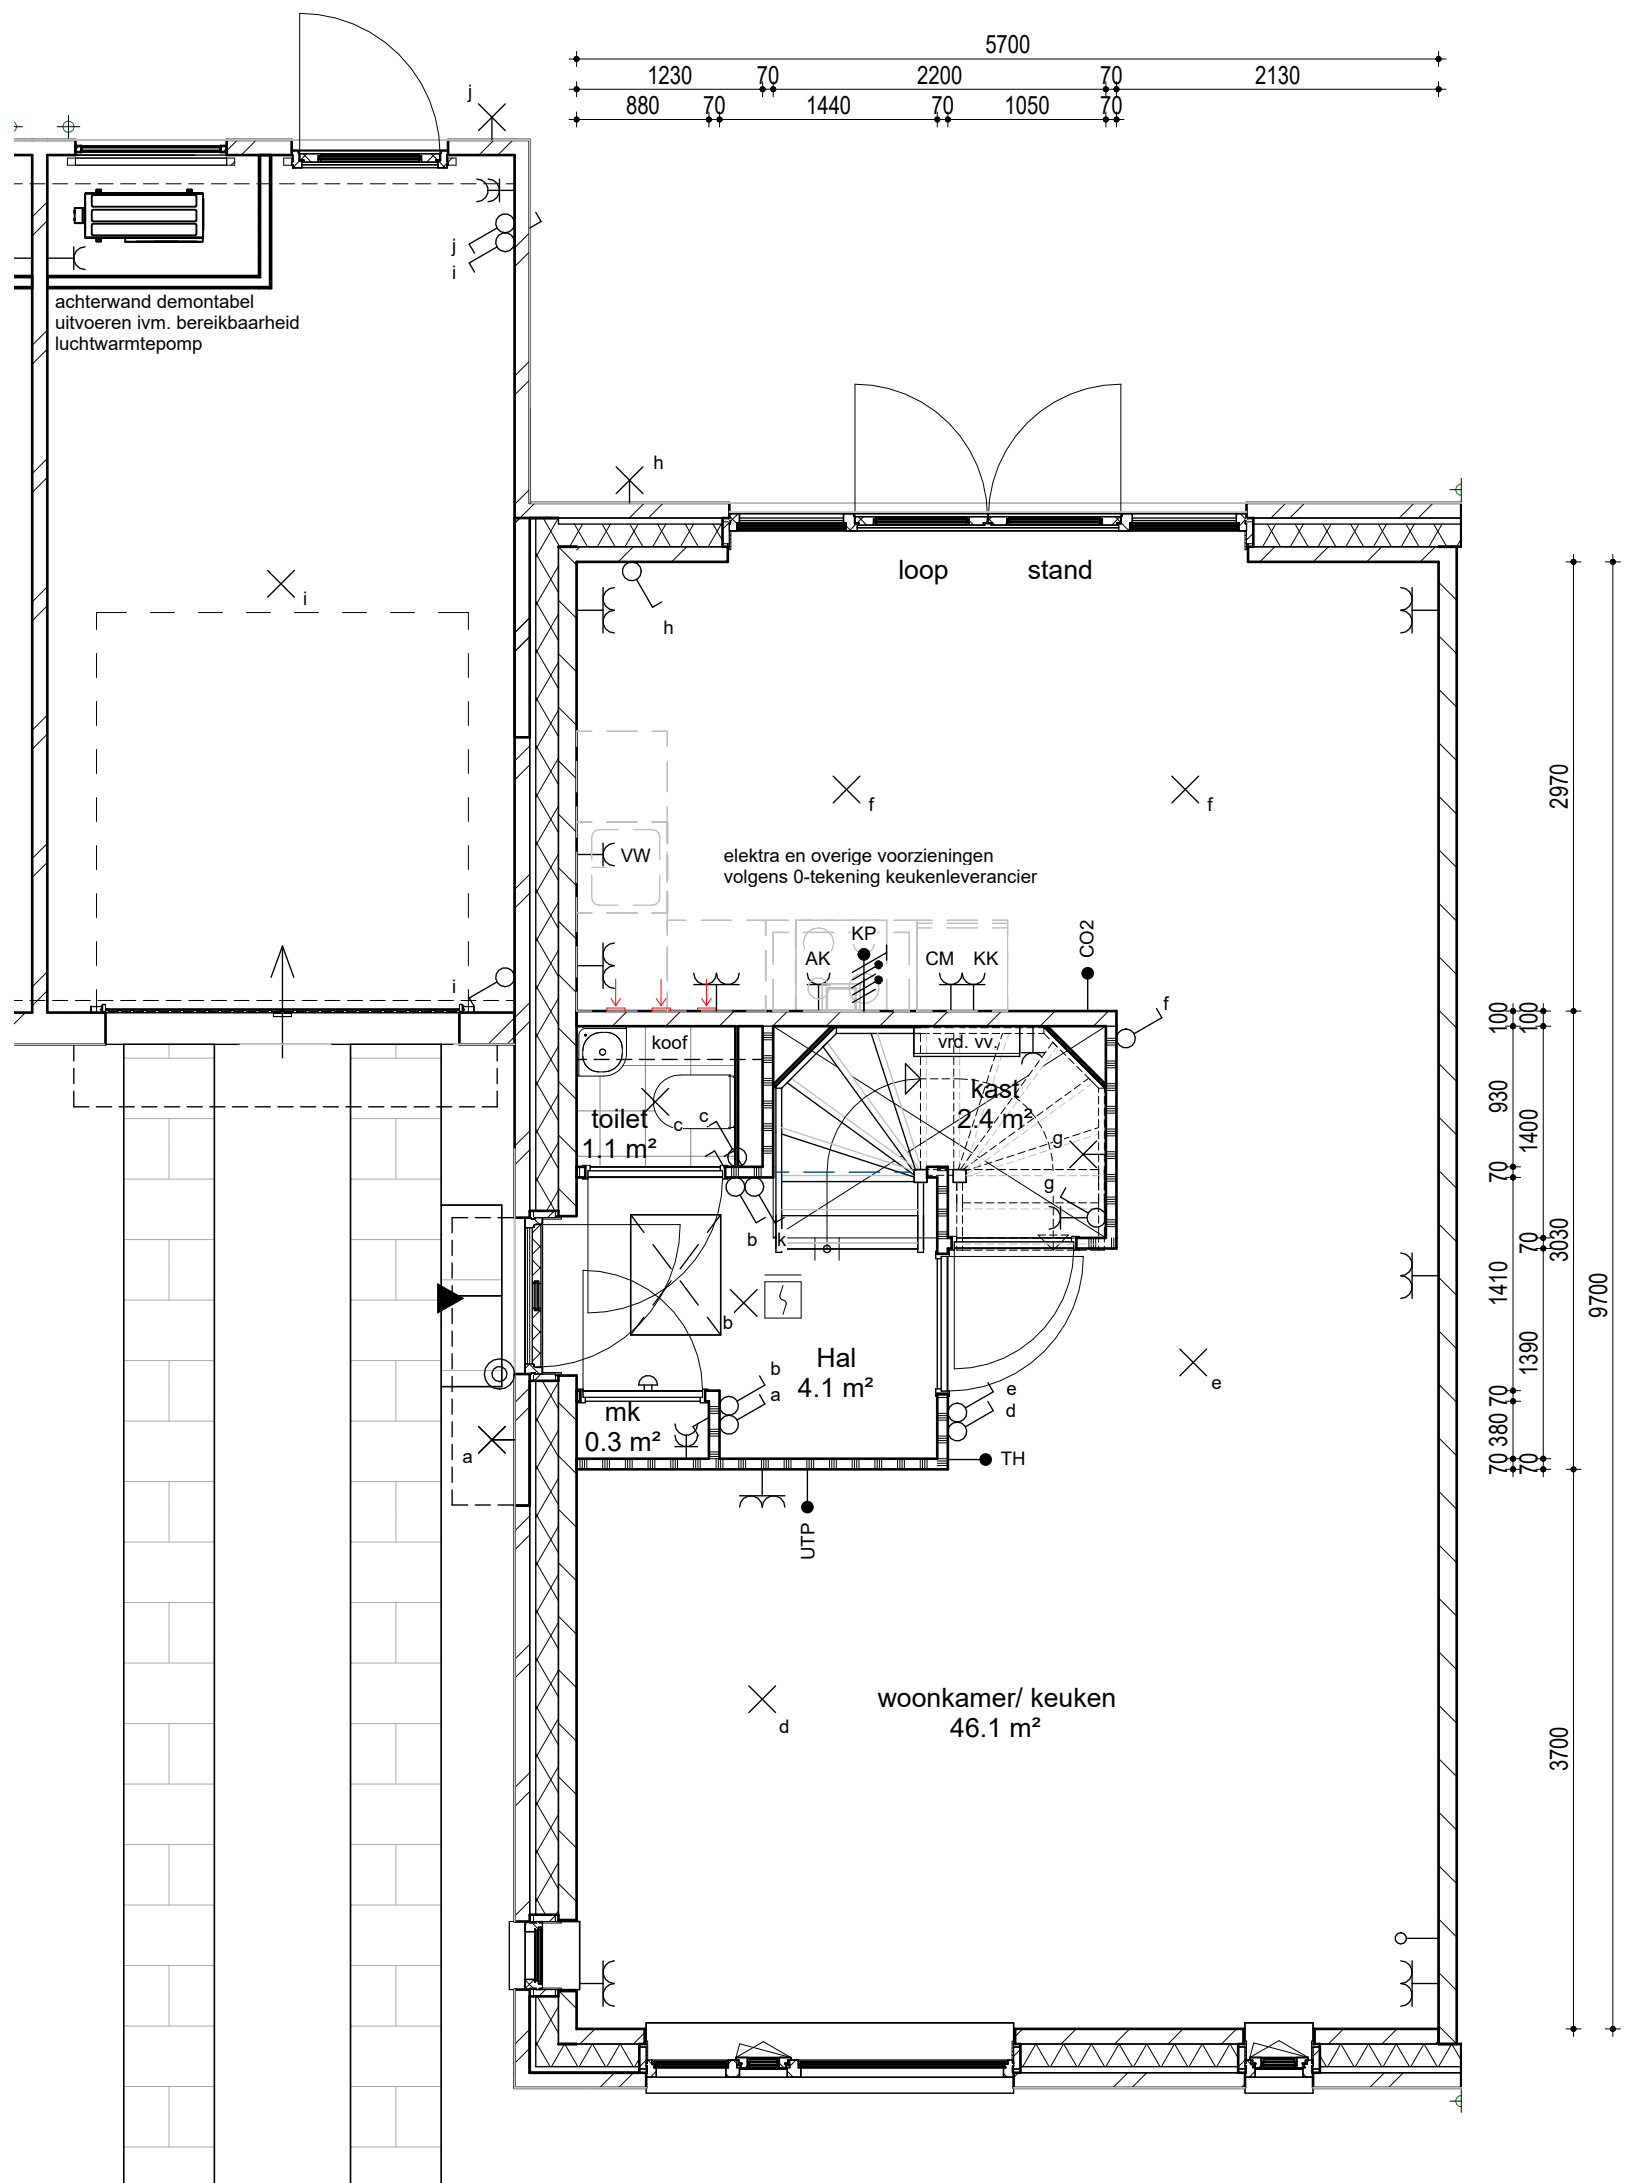 5700
1230 70 2200 70 2130
880 70 1440 70 1050 70
j
j
i
achterwand demontabel
uitvoeren ivm. bereikbaarheid
luchtwarmtepomp
h
loop stand
h
i
f f
VW
elektra en overige voorzieningen
volgens 0-tekening keukenleverancier
AK KP CM KK CO2
i
f
koof
vrd. vv.
kast
2.4 m²
toilet
1.1 m²
c c
g
g
b k
b
Hal
4.1 m²
b
a
e
d
e
mk
0.3 m²
a
TH
UTP
woonkamer/ keuken
46.1 m²
d
2970
100 100
930
1400
70
70
3030
1410
1390
9700
70
380
70 70
3700